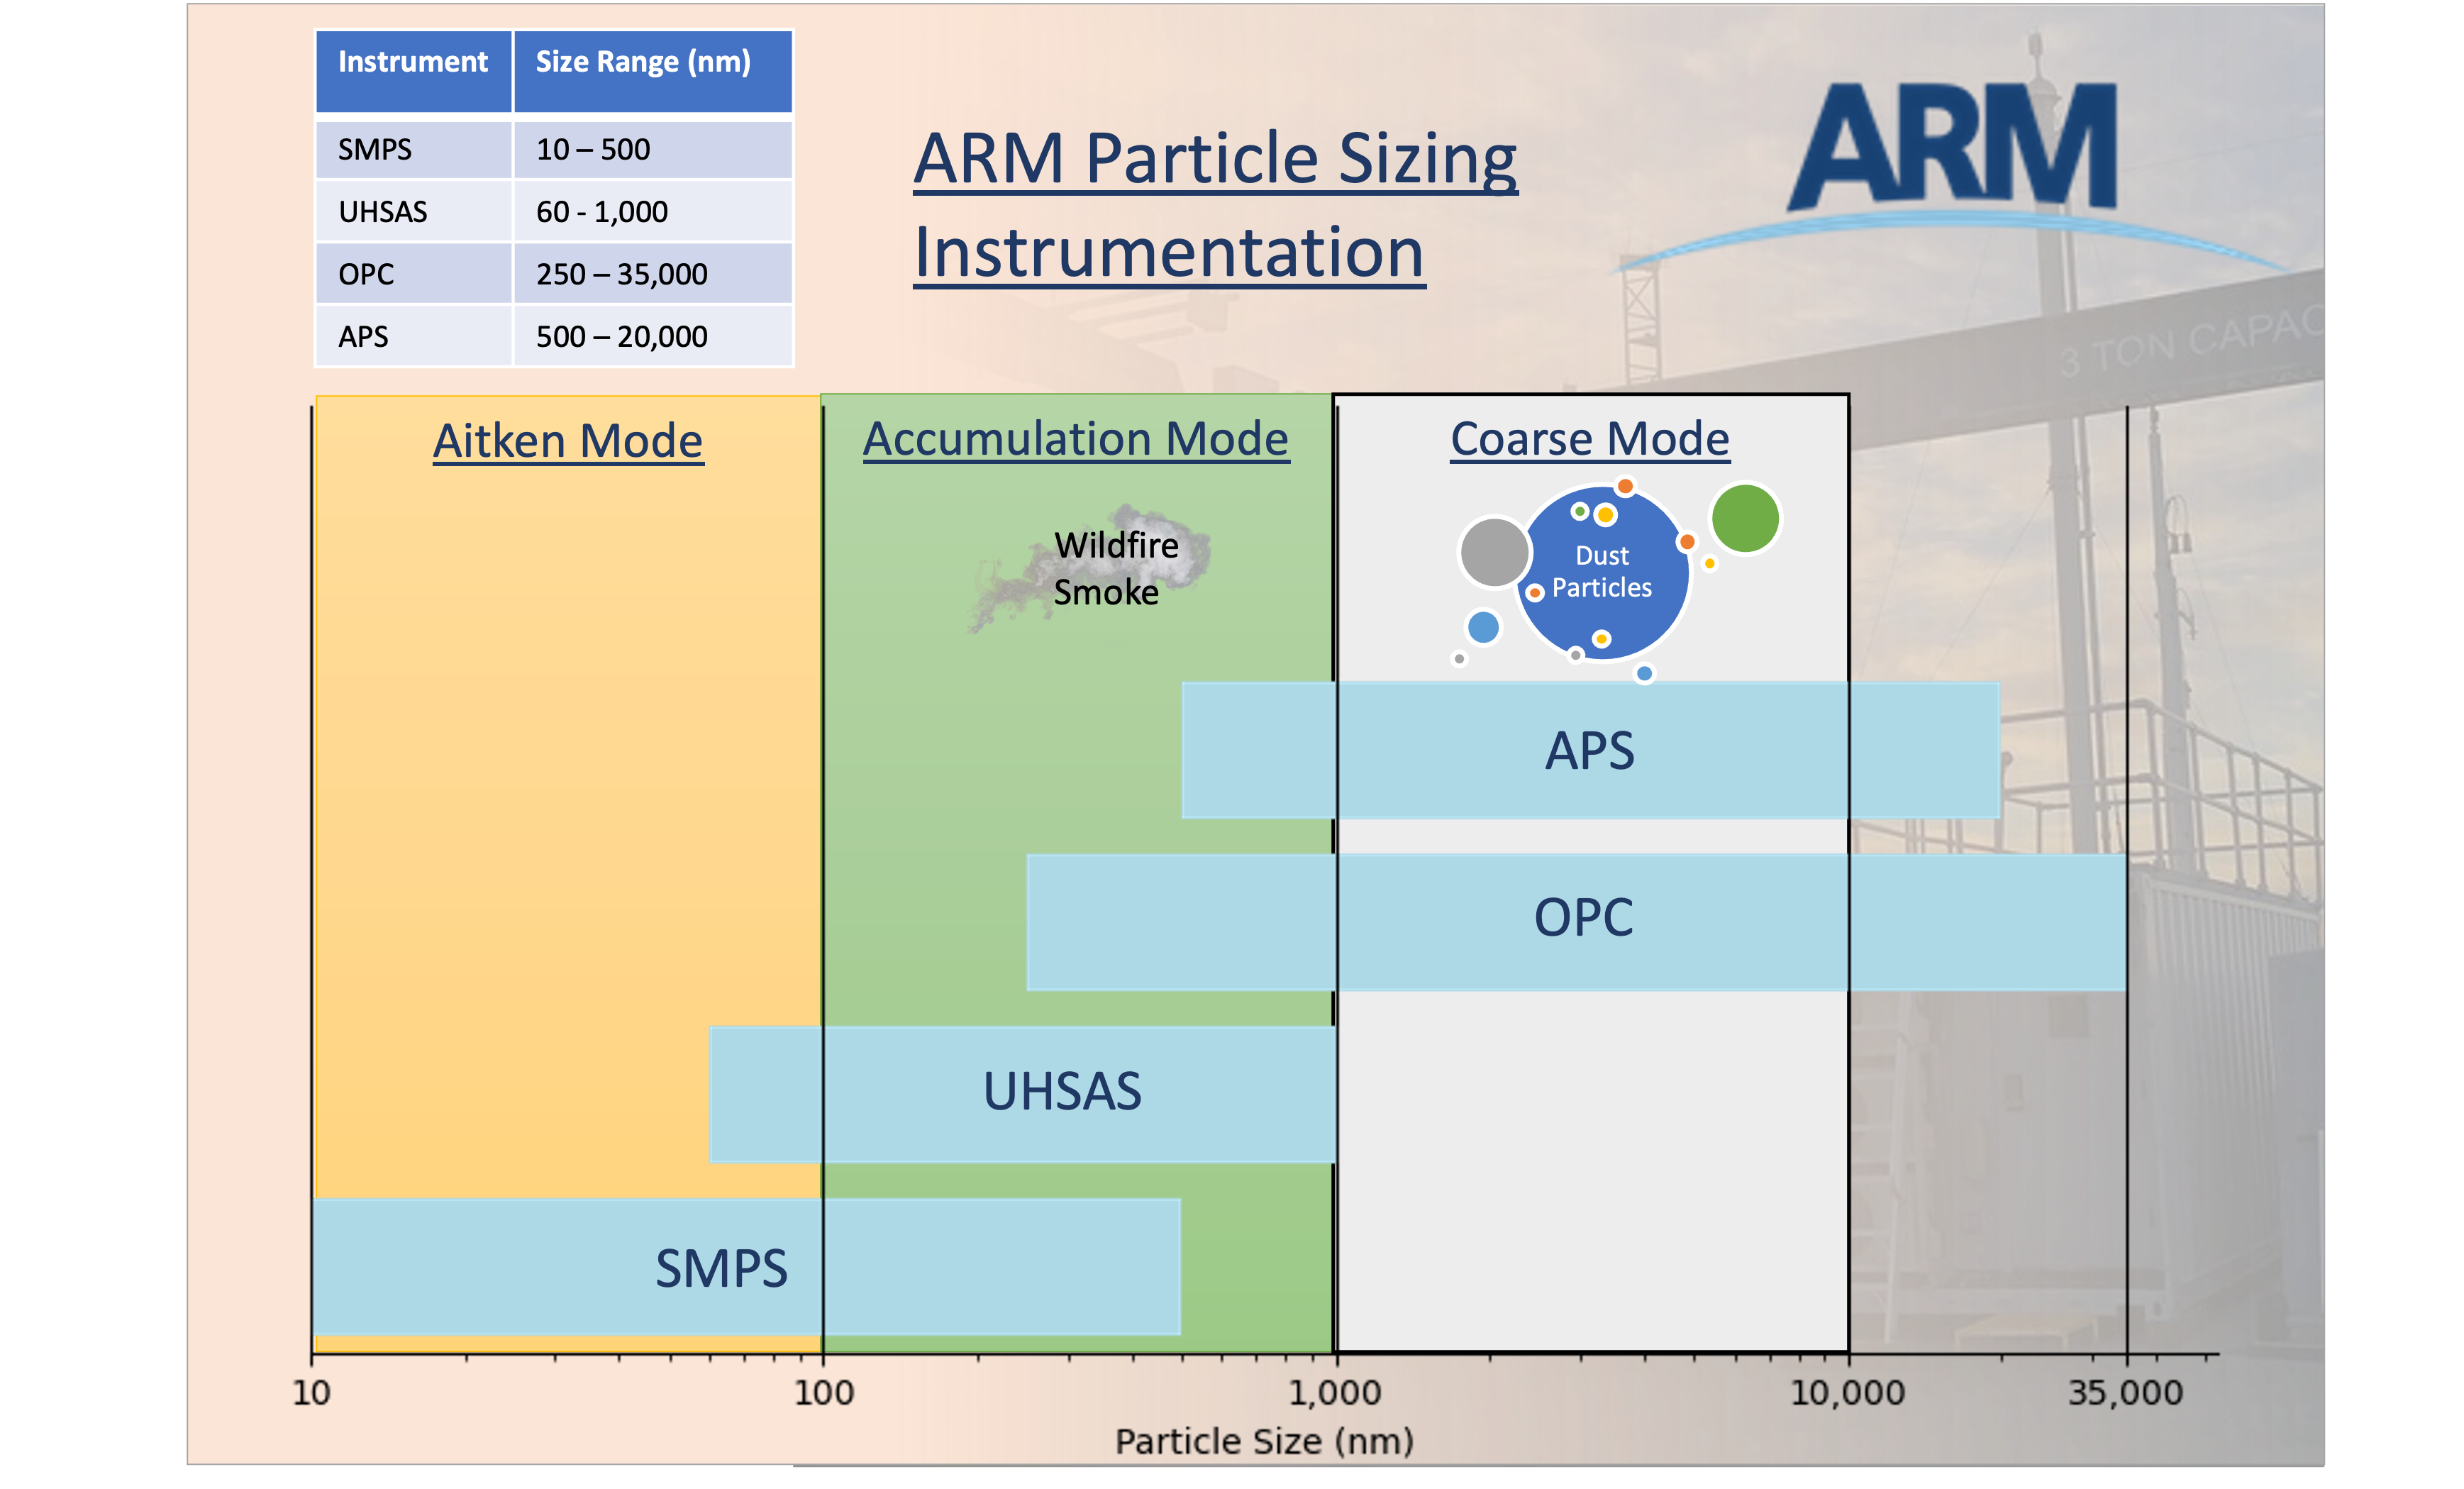 Instrument Size Range (nm)
SMPS 10 – 500
UHSAS 60 - 1,000
OPC 250 – 35,000
APS 500 – 20,000
ARM Particle Sizing
Instrumentation
ARM
3 TON CAPAC
Aitken Mode
Accumulation Mode
Coarse Mode
Wildfire
Smoke
Dust
Particles
APS
OPC
UHSAS
SMPS
10 100 1,000 10,000 35,000
Particle Size (nm)